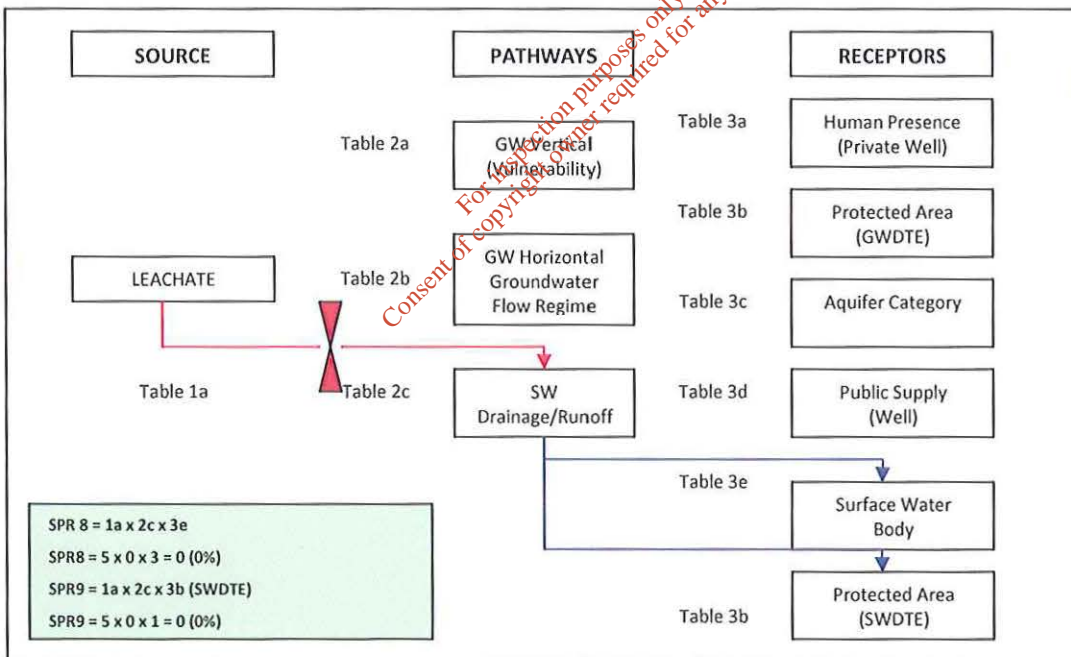 SOURCE
PATHWAYS
RECEPTORS
Table 2a
GW Vertical
(Vulnerability)
Table 3a
Human Presence
(Private Well)
Table 3b
Protected Area
(GWDTE)
LEACHATE
Table 2b
GW Horizontal
Groundwater
Flow Regime
Table 3c
Aquifer Category
Table 1a
Table 2c
SW
Drainage/Runoff
Table 3d
Public Supply
(Well)
Table 3e
Surface Water
Body
SPR 8 = 1a x 2c x 3e
SPR8 = 5 x 0 x 3 = 0 (0%)
SPR9 = 1a x 2c x 3b (SWDTE)
SPR9 = 5 x 0 x 1 = 0 (0%)
Table 3b
Protected Area
(SWDTE)
For inspection purposes only
Consent of copyright owner required for any